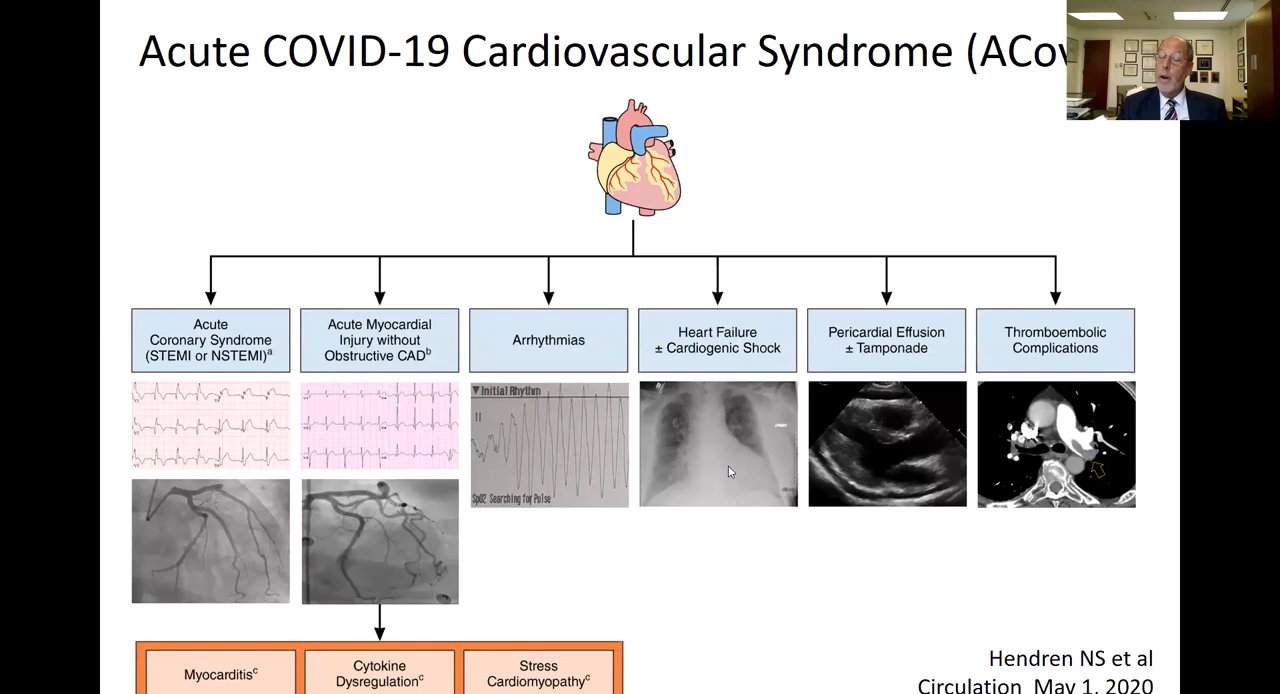 Acute COVID-19 Cardiovascular Syndrome (ACov
Acute
Coronary Syndrome
(STEMI or NSTEMI)ᵃ
Acute Myocardial
Injury without
Obstructive CADᵇ
Arrhythmias
Heart Failure
± Cardiogenic Shock
Pericardial Effusion
± Tamponade
Thromboembolic
Complications
▼ Initial Rhythm
II
SpO2 Searching for Pulse
Myocarditisᶜ
Cytokine
Dysregulationᶜ
Stress
Cardiomyopathyᶜ
Hendren NS et al
Circulation May 1, 2020